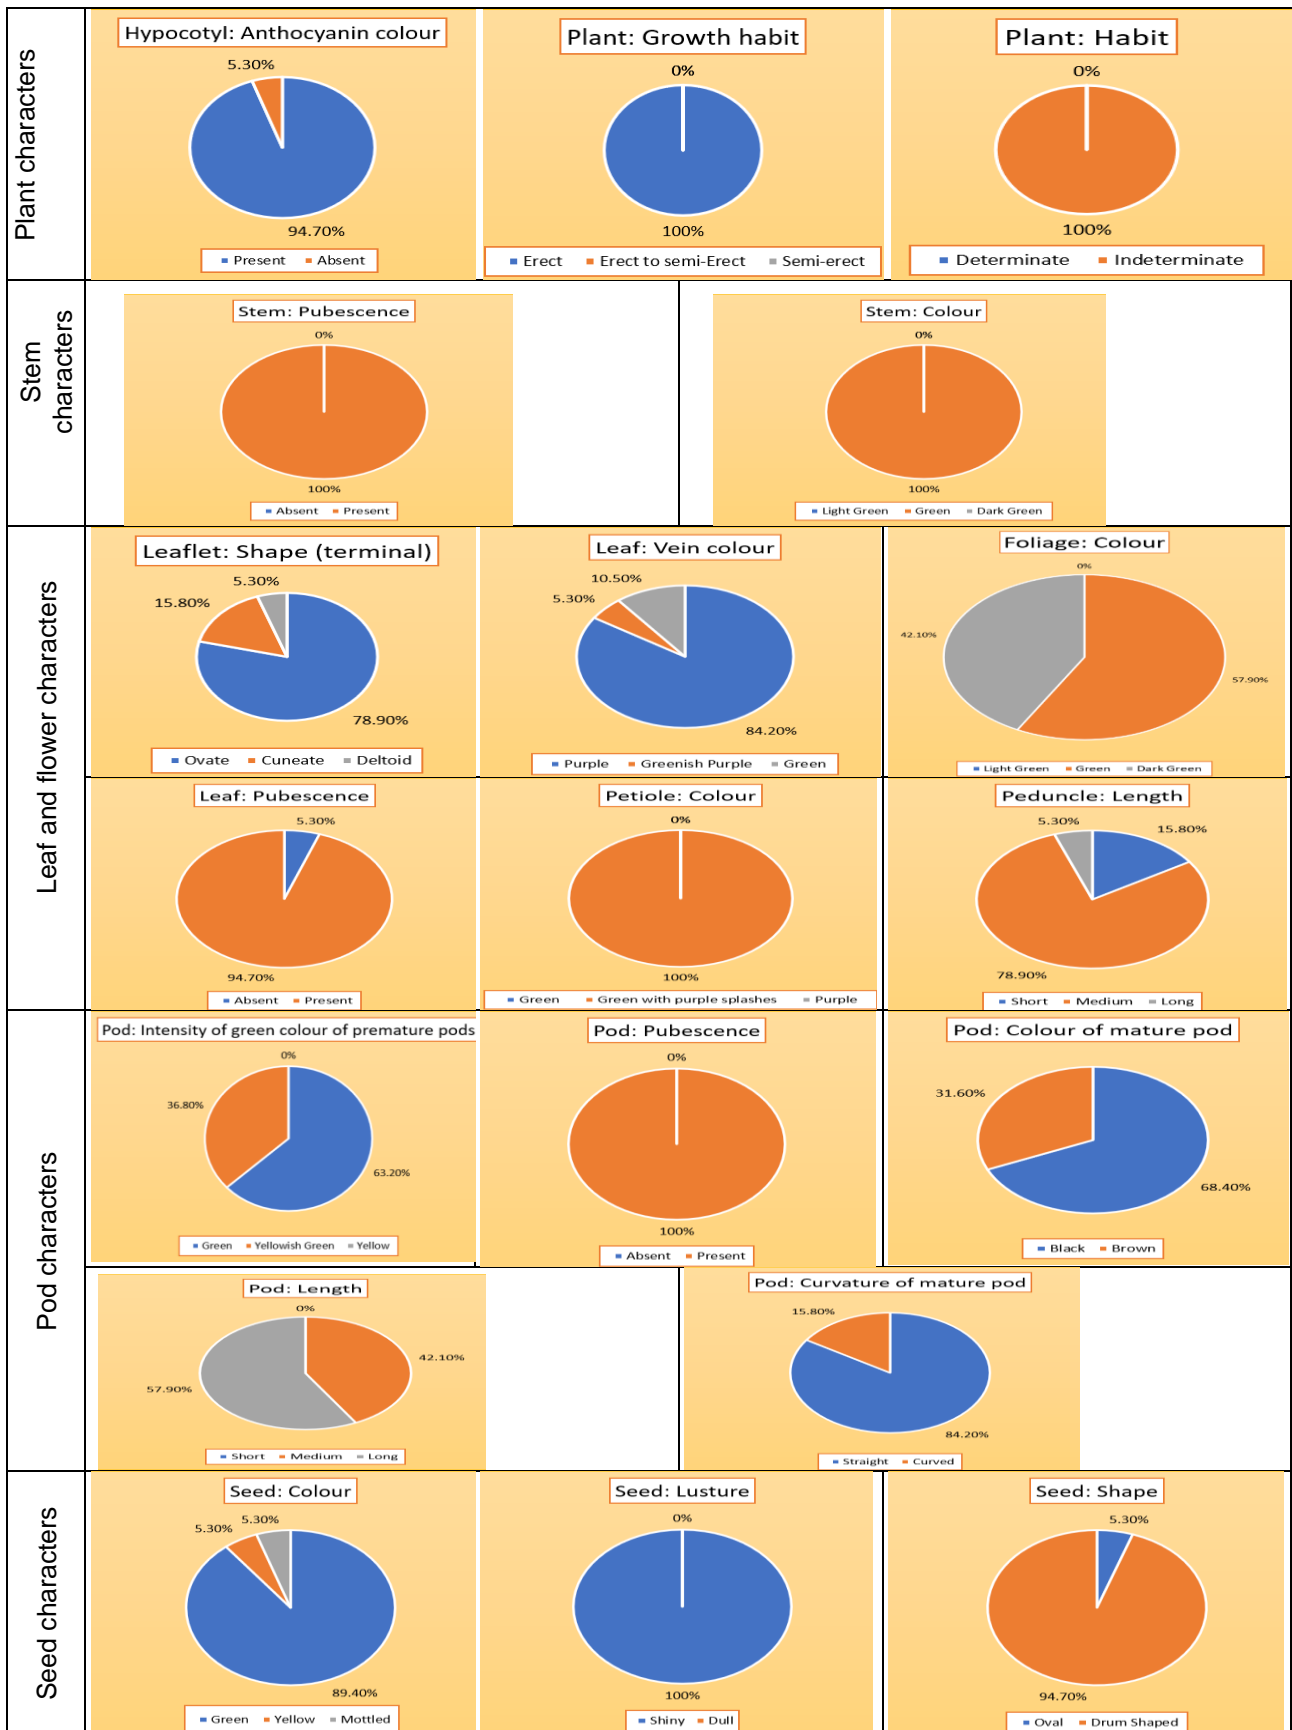 Plant characters
Hypocotyl: Anthocyanin colour
5.30%
94.70%
Present Absent
Plant: Growth habit
0%
100%
Erect Erect to semi-Erect Semi-erect
Plant: Habit
0%
100%
Determinate Indeterminate
Stem
characters
Stem: Pubescence
0%
100%
Absent Present
Stem: Colour
0%
100%
Light Green Green Dark Green
Leaf and flower characters
Leaflet: Shape (terminal)
5.30%
15.80%
78.90%
Ovate Cuneate Deltoid
Leaf: Vein colour
10.50%
5.30%
84.20%
Purple Greenish Purple Green
Foliage: Colour
0%
42.10%
57.90%
Light Green Green Dark Green
Leaf: Pubescence
5.30%
94.70%
Absent Present
Petiole: Colour
0%
100%
Green Green with purple splashes Purple
Peduncle: Length
5.30%
15.80%
78.90%
Short Medium Long
Pod characters
Pod: Intensity of green colour of premature pods
0%
36.80%
63.20%
Green Yellowish Green Yellow
Pod: Pubescence
0%
100%
Absent Present
Pod: Colour of mature pod
31.60%
68.40%
Black Brown
Pod: Length
0%
42.10%
57.90%
Short Medium Long
Pod: Curvature of mature pod
15.80%
84.20%
Straight Curved
Seed characters
Seed: Colour
5.30%
5.30%
89.40%
Green Yellow Mottled
Seed: Lusture
0%
100%
Shiny Dull
Seed: Shape
5.30%
94.70%
Oval Drum Shaped